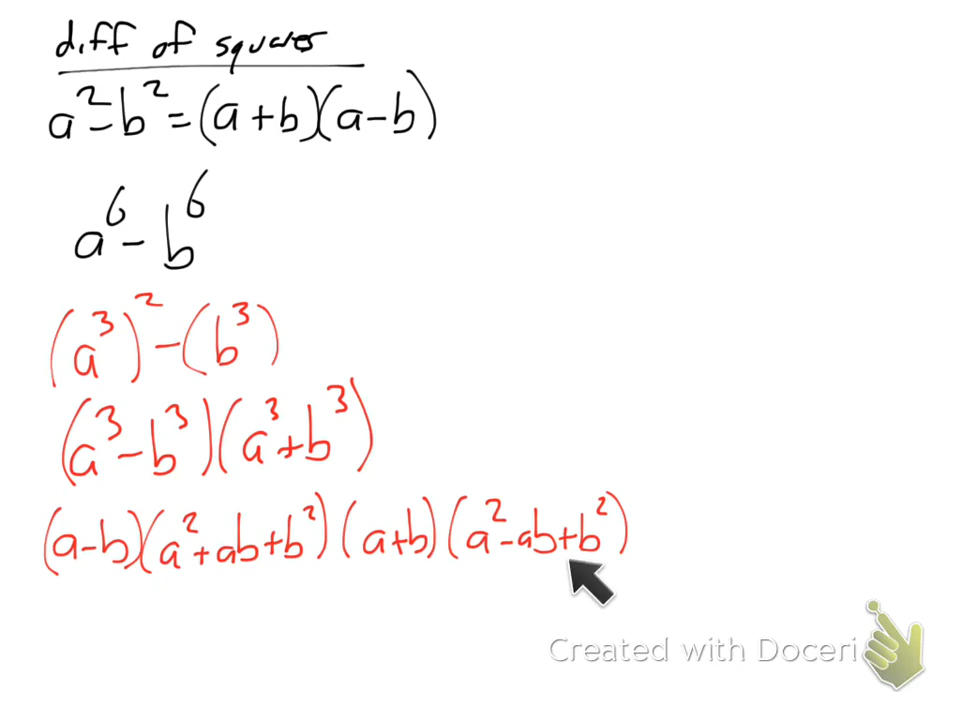 diff of squares
a² - b² = (a + b)(a - b)
a⁶ - b⁶
(a³)² - (b³)
(a³ - b³)(a³ + b³)
(a - b)(a² + ab + b²)(a + b)(a² - ab + b²)
Created with Doceri